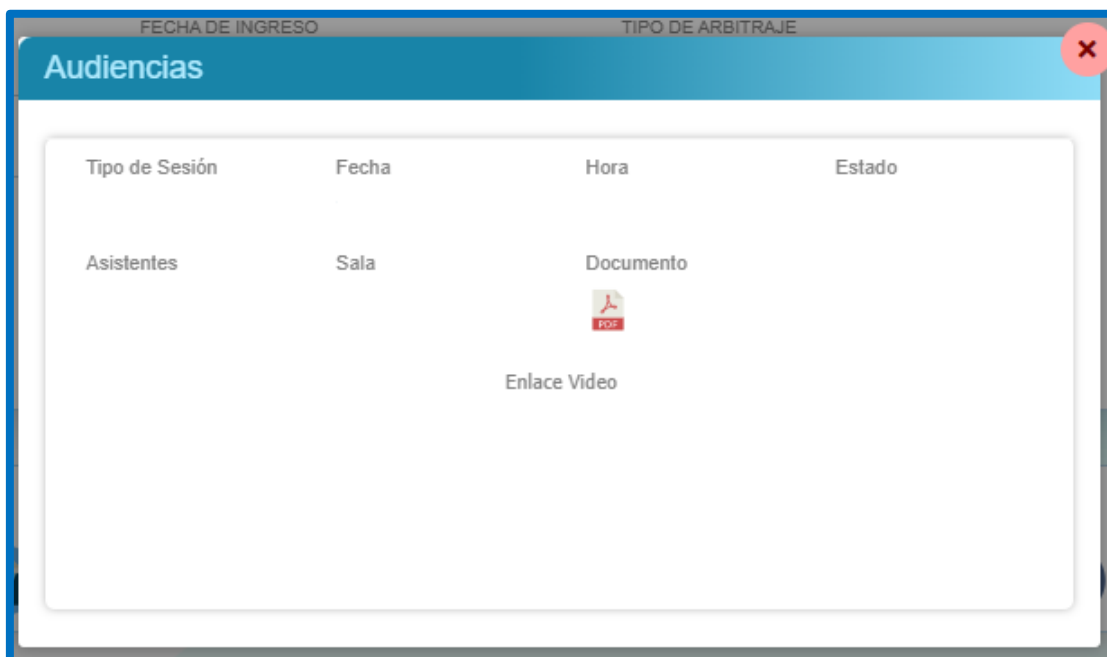 FECHA DE INGRESO TIPO DE ARBITRAJE
Audiencias
Tipo de Sesión Fecha Hora Estado
Asistentes Sala Documento
PDF
Enlace Video